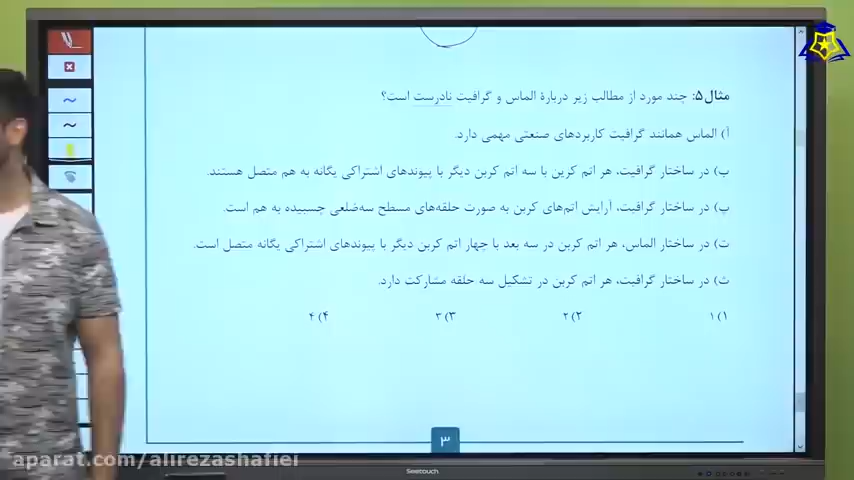 مثال ۵: چند مورد از مطالب زیر دربارهٔ الماس و گرافیت نادرست است؟
آ) الماس همانند گرافیت کاربردهای صنعتی مهمی دارد.
ب) در ساختار گرافیت، هر اتم کربن با سه اتم کربن دیگر با پیوندهای اشتراکی یگانه به هم متصل هستند.
پ) در ساختار گرافیت، آرایش اتم‌های کربن به صورت حلقه‌های مسطح سه‌ضلعی چسبیده به هم است.
ت) در ساختار الماس، هر اتم کربن در سه بعد با چهار اتم کربن دیگر با پیوندهای اشتراکی یگانه متصل است.
ث) در ساختار گرافیت، هر اتم کربن در تشکیل سه حلقه مشارکت دارد.
۱) ۱ ۲) ۲ ۳) ۳ ۴) ۴
۳
aparat.com/alirezashafiei
Seetouch